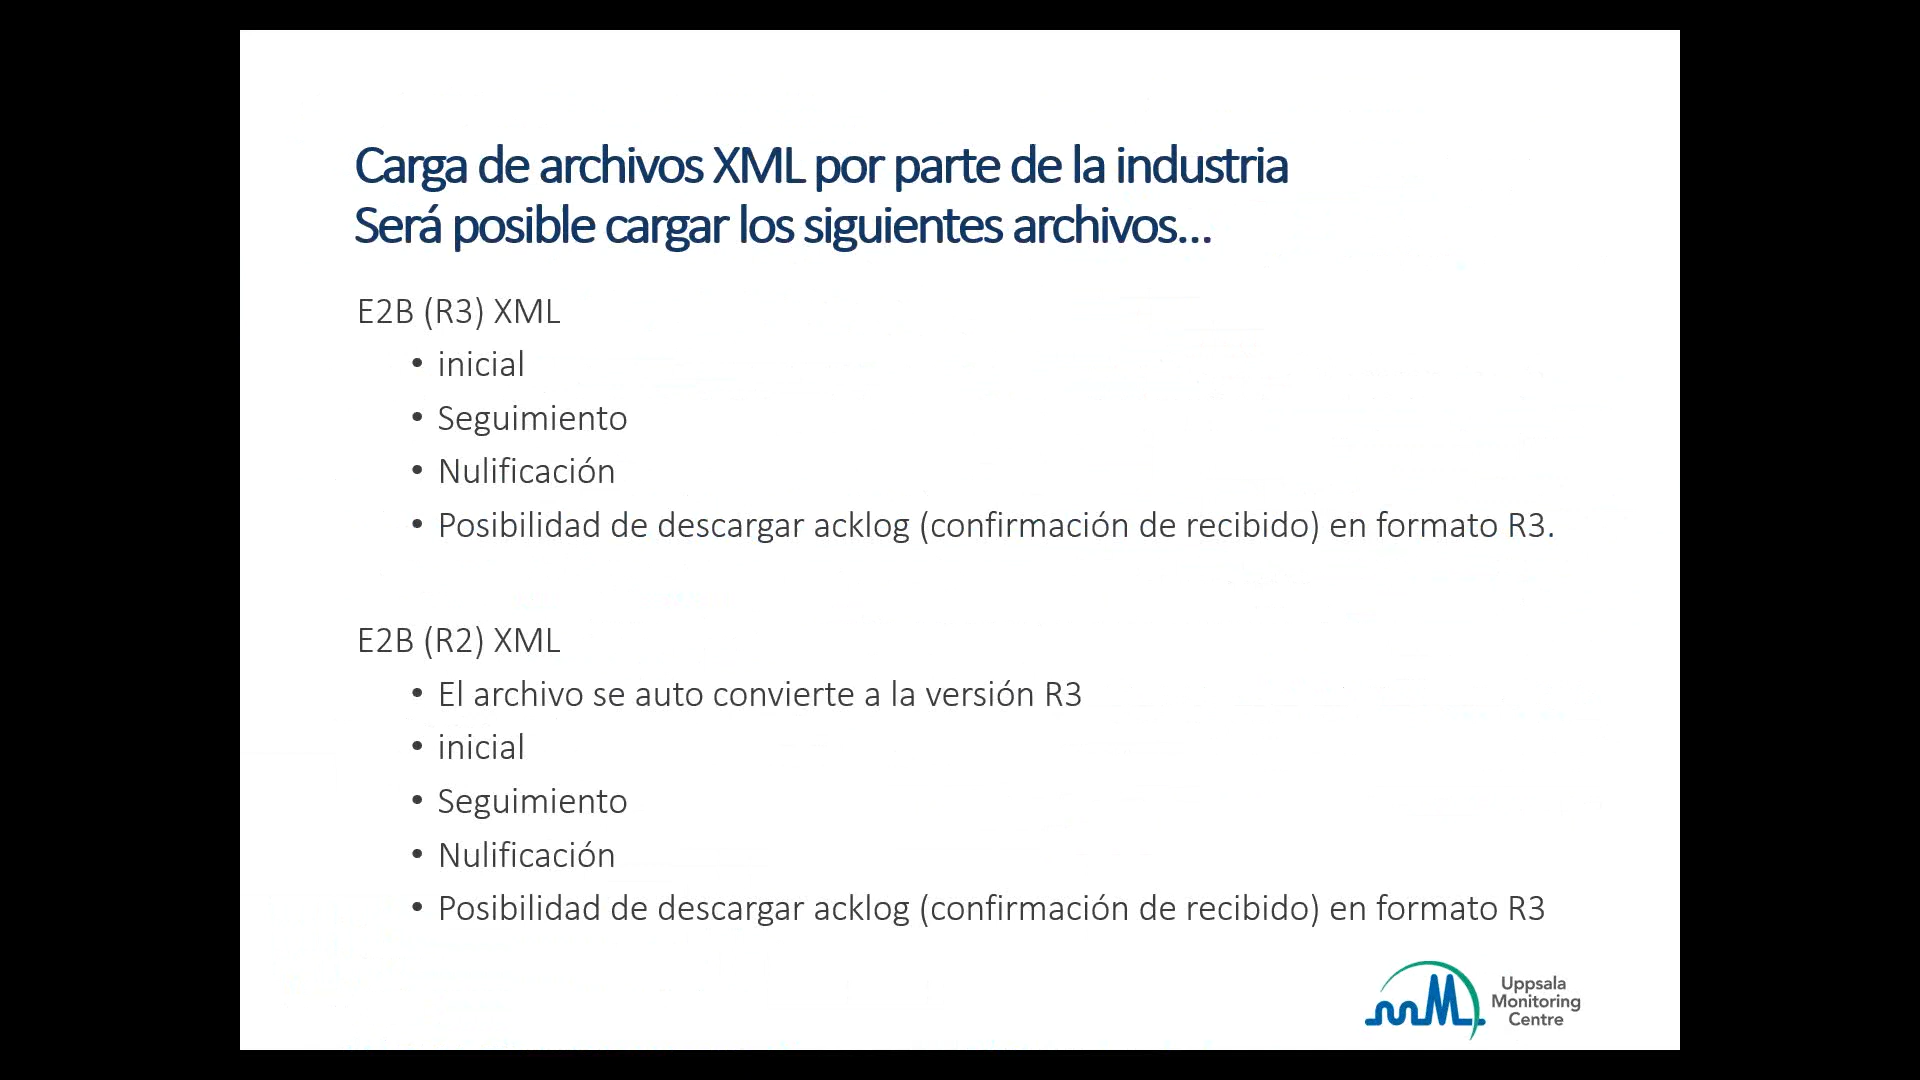 Carga de archivos XML por parte de la industria
Será posible cargar los siguientes archivos...
E2B (R3) XML
• inicial
• Seguimiento
• Nulificación
• Posibilidad de descargar acklog (confirmación de recibido) en formato R3.
E2B (R2) XML
• El archivo se auto convierte a la versión R3
• inicial
• Seguimiento
• Nulificación
• Posibilidad de descargar acklog (confirmación de recibido) en formato R3
Uppsala
Monitoring
Centre